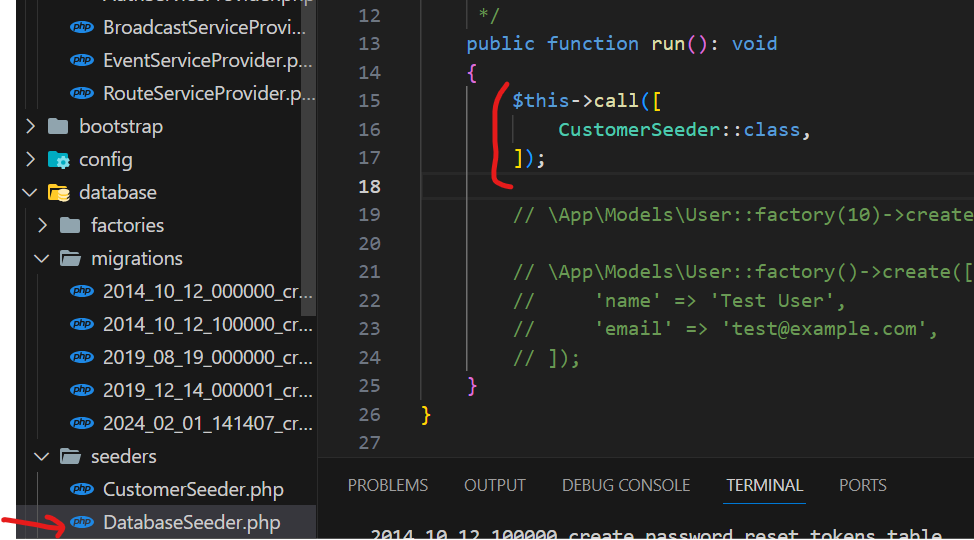 BroadcastServiceProvi...
EventServiceProvider.p...
RouteServiceProvider.p...
bootstrap
config
database
factories
migrations
2014_10_12_000000_cr...
2014_10_12_100000_cr...
2019_08_19_000000_cr...
2019_12_14_000001_cr...
2024_02_01_141407_cr...
seeders
CustomerSeeder.php
DatabaseSeeder.php
12 */
13 public function run(): void
14 {
15 $this->call([
16 CustomerSeeder::class,
17 ]);
18
19 // \App\Models\User::factory(10)->create
20
21 // \App\Models\User::factory()->create([
22 // 'name' => 'Test User',
23 // 'email' => 'test@example.com',
24 // ]);
25 }
26 }
27
PROBLEMS OUTPUT DEBUG CONSOLE TERMINAL PORTS
2014_10_12_100000_create_password_reset_tokens_table